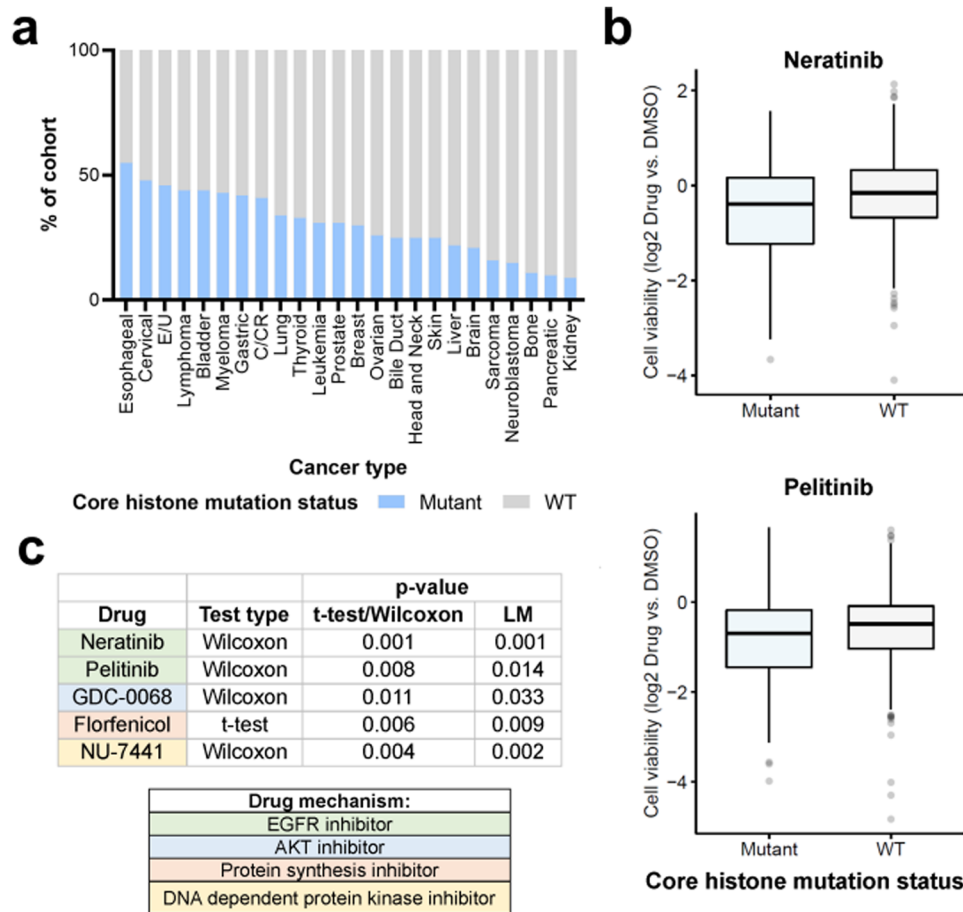 a
% of cohort
100
50
0
Esophageal
Cervical
E/U
Lymphoma
Bladder
Myeloma
Gastric
C/CR
Lung
Thyroid
Leukemia
Prostate
Breast
Ovarian
Bile Duct
Head and Neck
Skin
Liver
Brain
Sarcoma
Neuroblastoma
Bone
Pancreatic
Kidney
Cancer type
Core histone mutation status Mutant WT
b
Neratinib
Cell viability (log2 Drug vs. DMSO)
2
0
−2
−4
Mutant WT
Pelitinib
Cell viability (log2 Drug vs. DMSO)
0
−2
−4
Mutant WT
Core histone mutation status
c
p-value
Drug Test type t-test/Wilcoxon LM
Neratinib Wilcoxon 0.001 0.001
Pelitinib Wilcoxon 0.008 0.014
GDC-0068 Wilcoxon 0.011 0.033
Florfenicol t-test 0.006 0.009
NU-7441 Wilcoxon 0.004 0.002
Drug mechanism:
EGFR inhibitor
AKT inhibitor
Protein synthesis inhibitor
DNA dependent protein kinase inhibitor